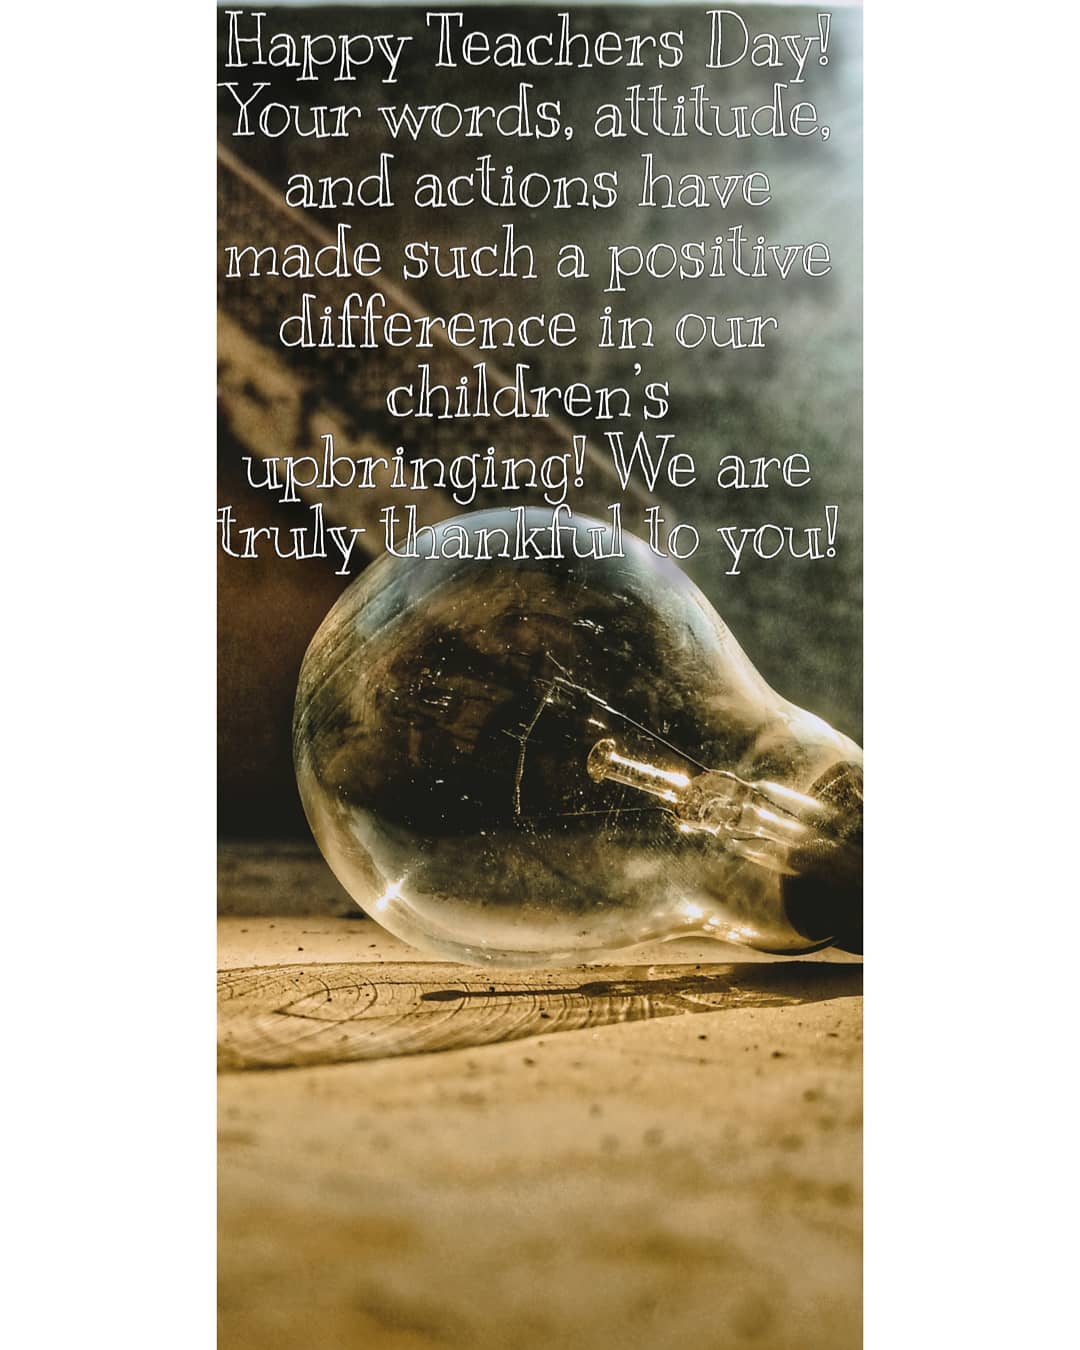 Happy Teachers Day!
Your words, attitude,
and actions have
made such a positive
difference in our
children's
upbringing! We are
truly thankful to you!